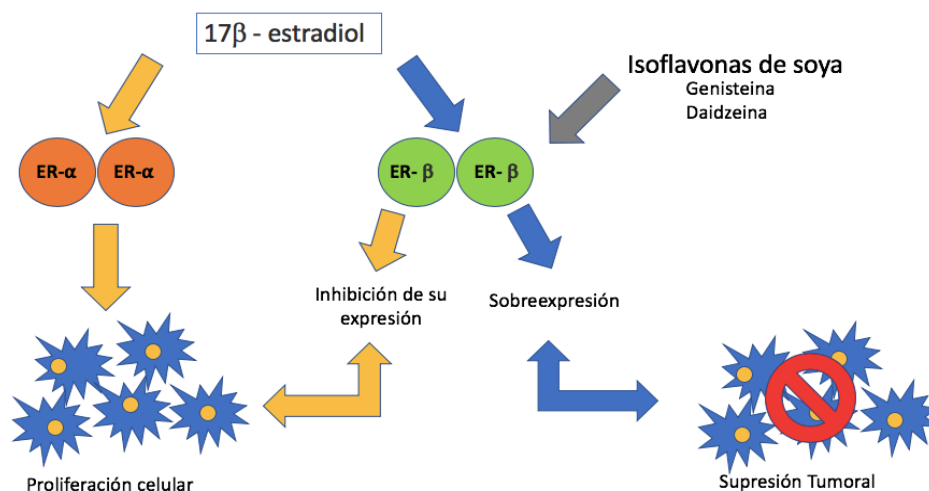 17β - estradiol
Isoflavonas de soya
Genisteina
Daidzeina
ER-α
ER-α
ER- β
ER- β
Inhibición de su
expresión
Sobreexpresión
Proliferación celular
Supresión Tumoral